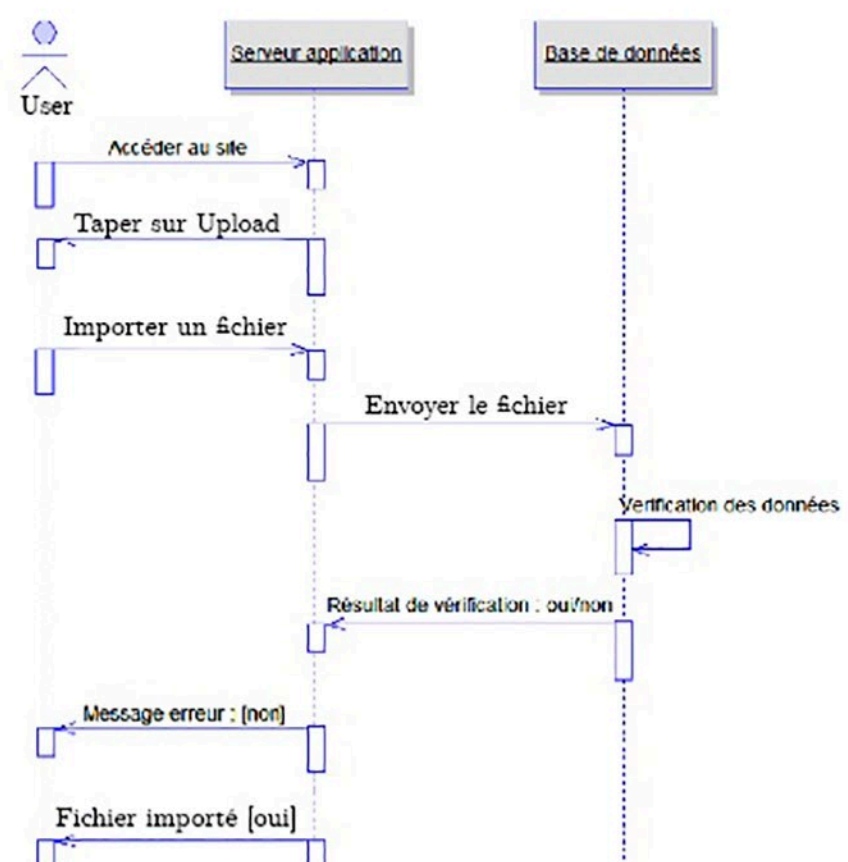 Serveur application
Base de données
User
Accéder au site
Taper sur Upload
Importer un fichier
Envoyer le fichier
Verification des données
Résultat de vérification : oui/non
Message erreur : [non]
Fichier importé [oui]